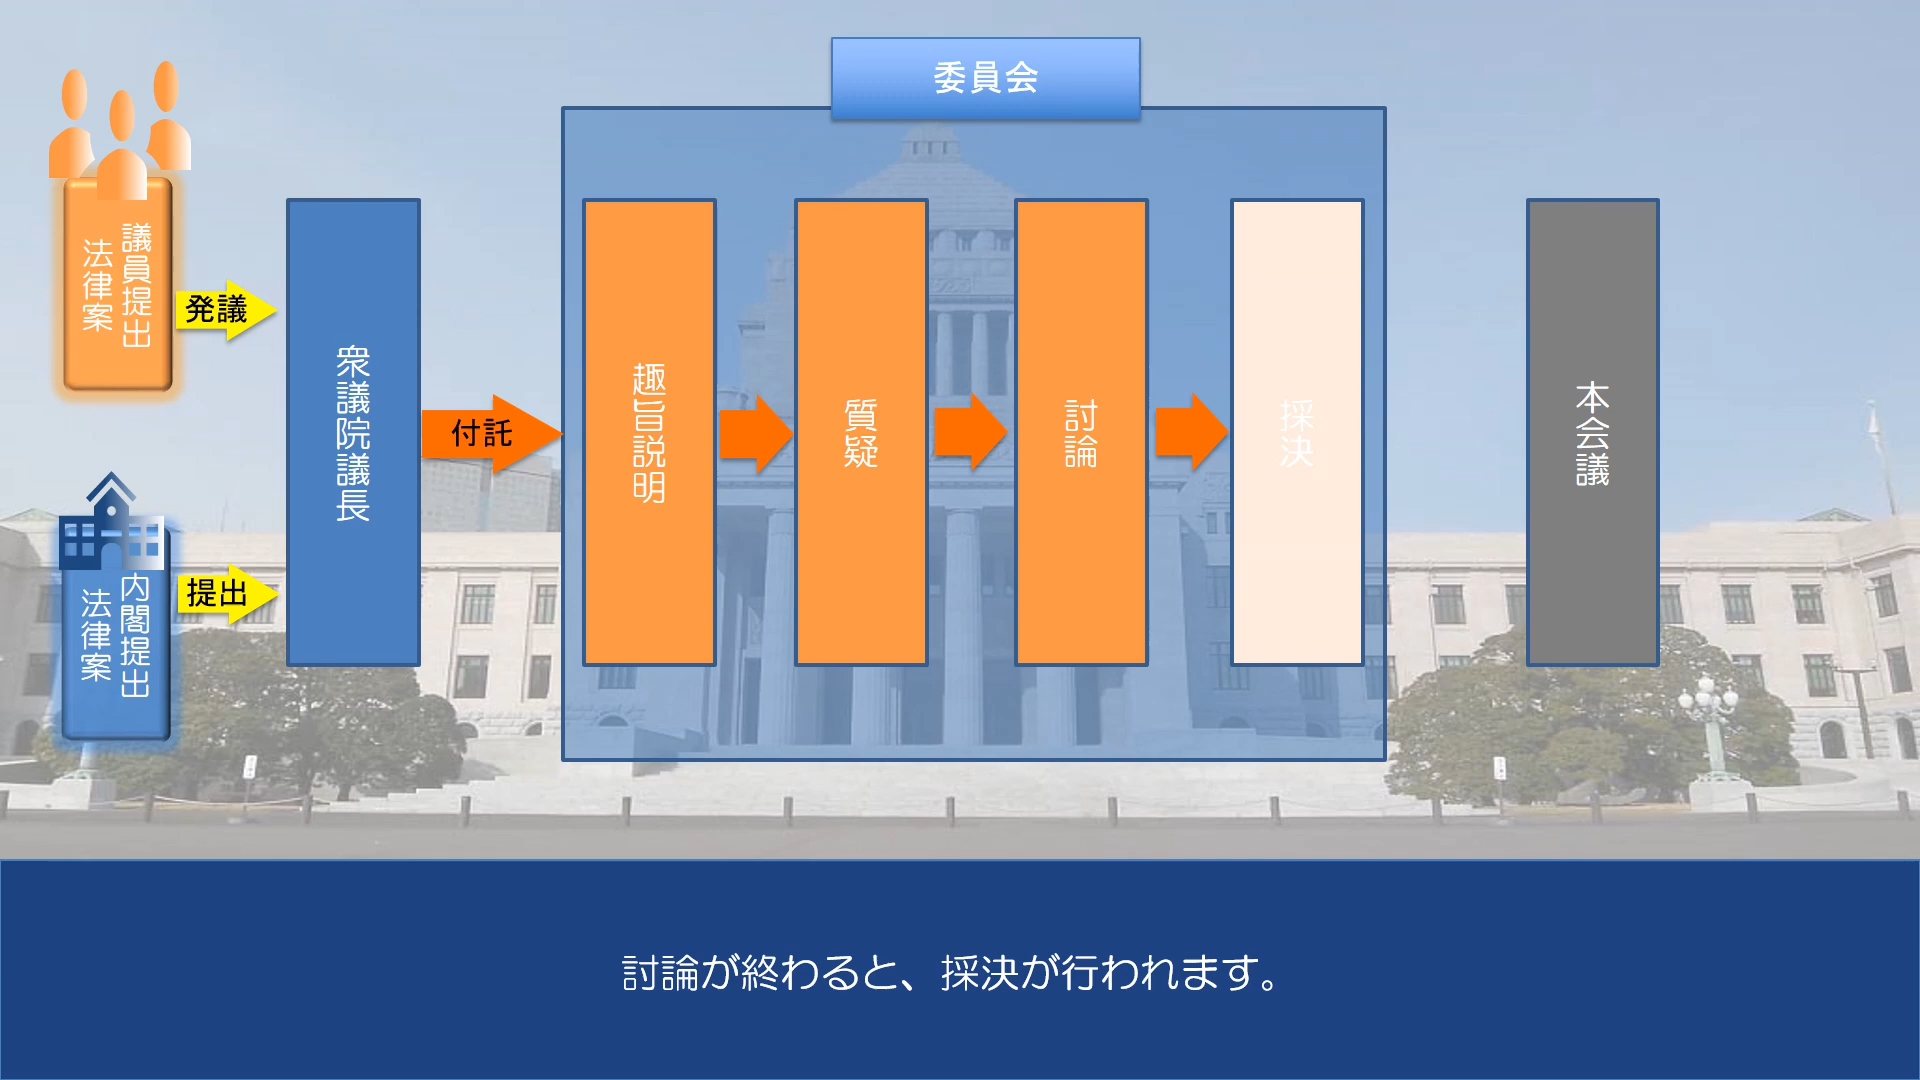 委員会
議員提出
法律案
発議
内閣提出
法律案
提出
衆議院議長
付託
趣旨説明
質疑
討論
採決
本会議
討論が終わると、採決が行われます。